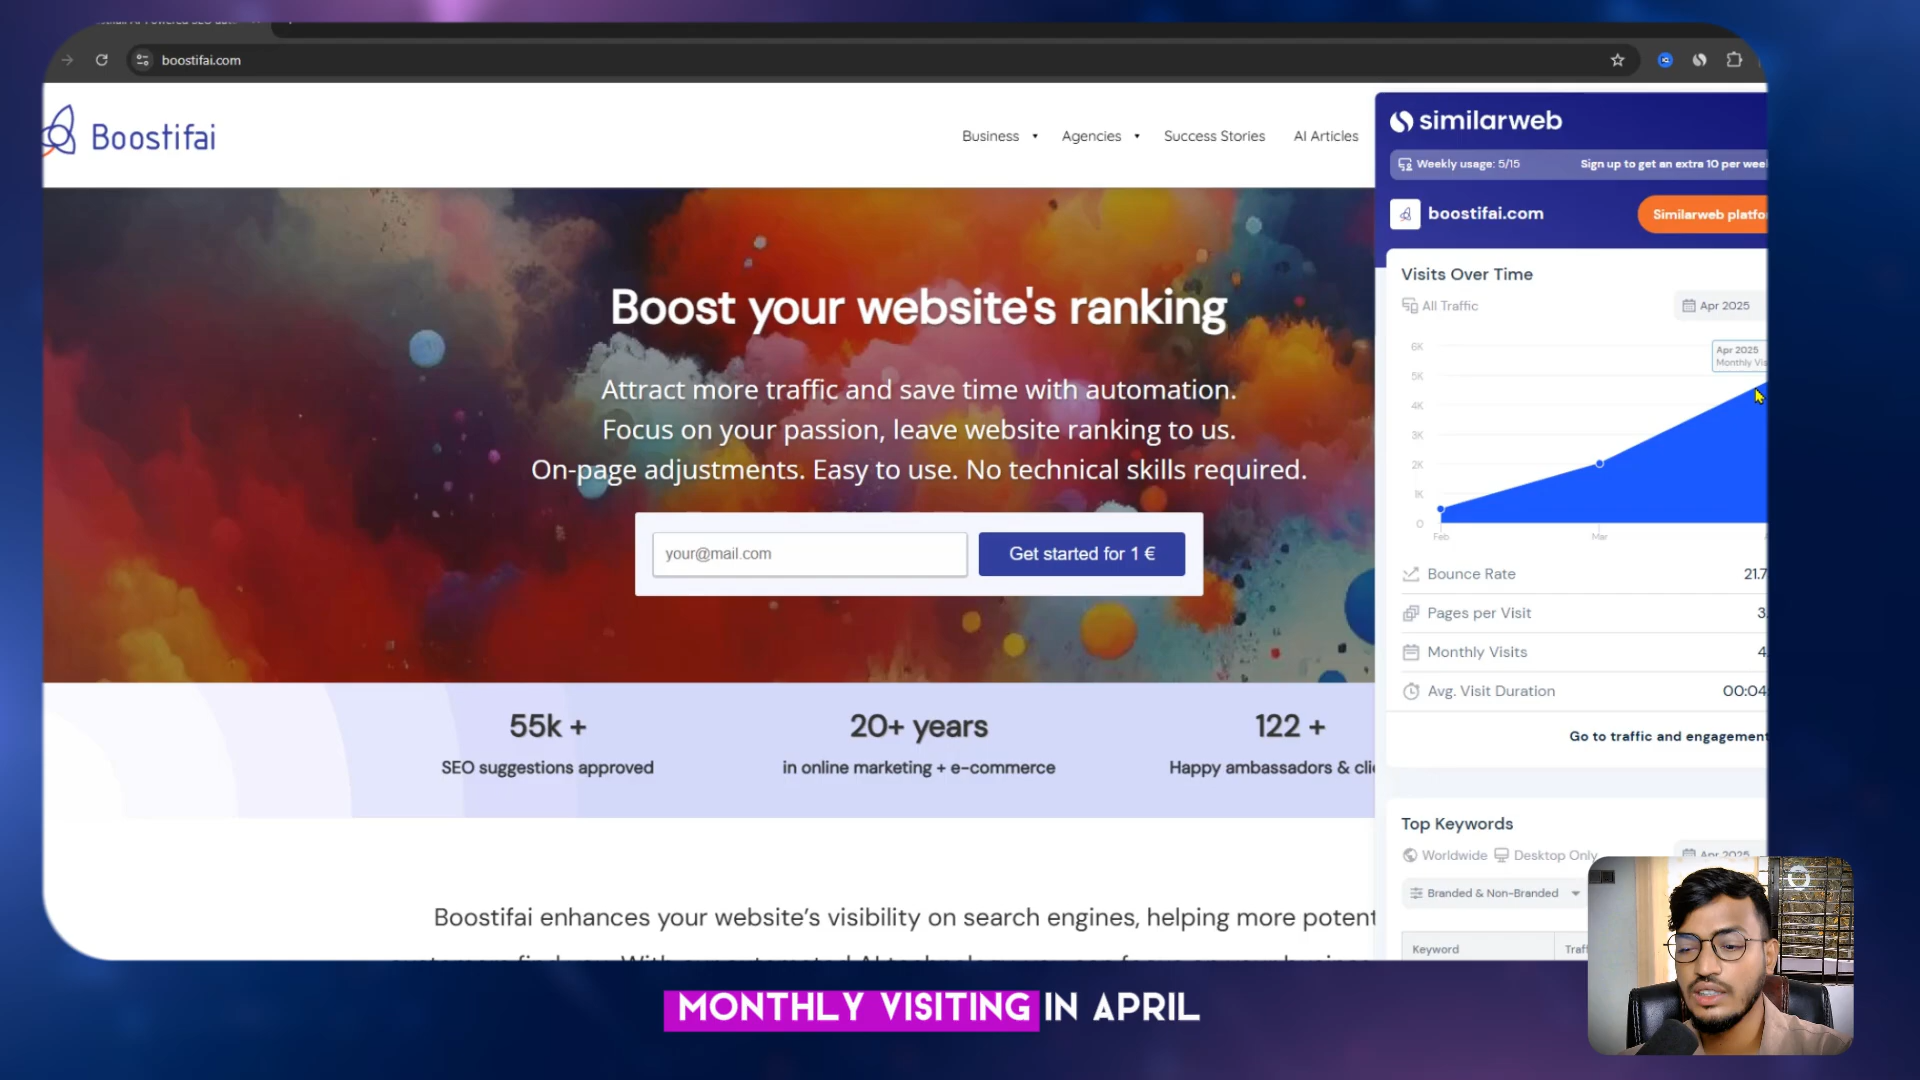 boostifai.com
Boostifai
Business
Agencies
Success Stories
AI Articles
Boost your website's ranking
Attract more traffic and save time with automation.
Focus on your passion, leave website ranking to us.
On-page adjustments. Easy to use. No technical skills required.
your@mail.com
Get started for 1 €
55k +
SEO suggestions approved
20+ years
in online marketing + e-commerce
122 +
Happy ambassadors & cli
Boostifai enhances your website's visibility on search engines, helping more potent
similarweb
Weekly usage: 5/15
Sign up to get an extra 10 per wee
boostifai.com
Similarweb platfo
Visits Over Time
All Traffic
Apr 2025
6K
5K
4K
3K
2K
1K
0
Apr 2025
Monthly Vis
Feb
Mar
Bounce Rate
21.7
Pages per Visit
3.
Monthly Visits
4
Avg. Visit Duration
00:04
Go to traffic and engagement
Top Keywords
Worldwide
Desktop Only
Apr 2025
Branded & Non-Branded
Keyword
Traff
MONTHLY VISITING IN APRIL